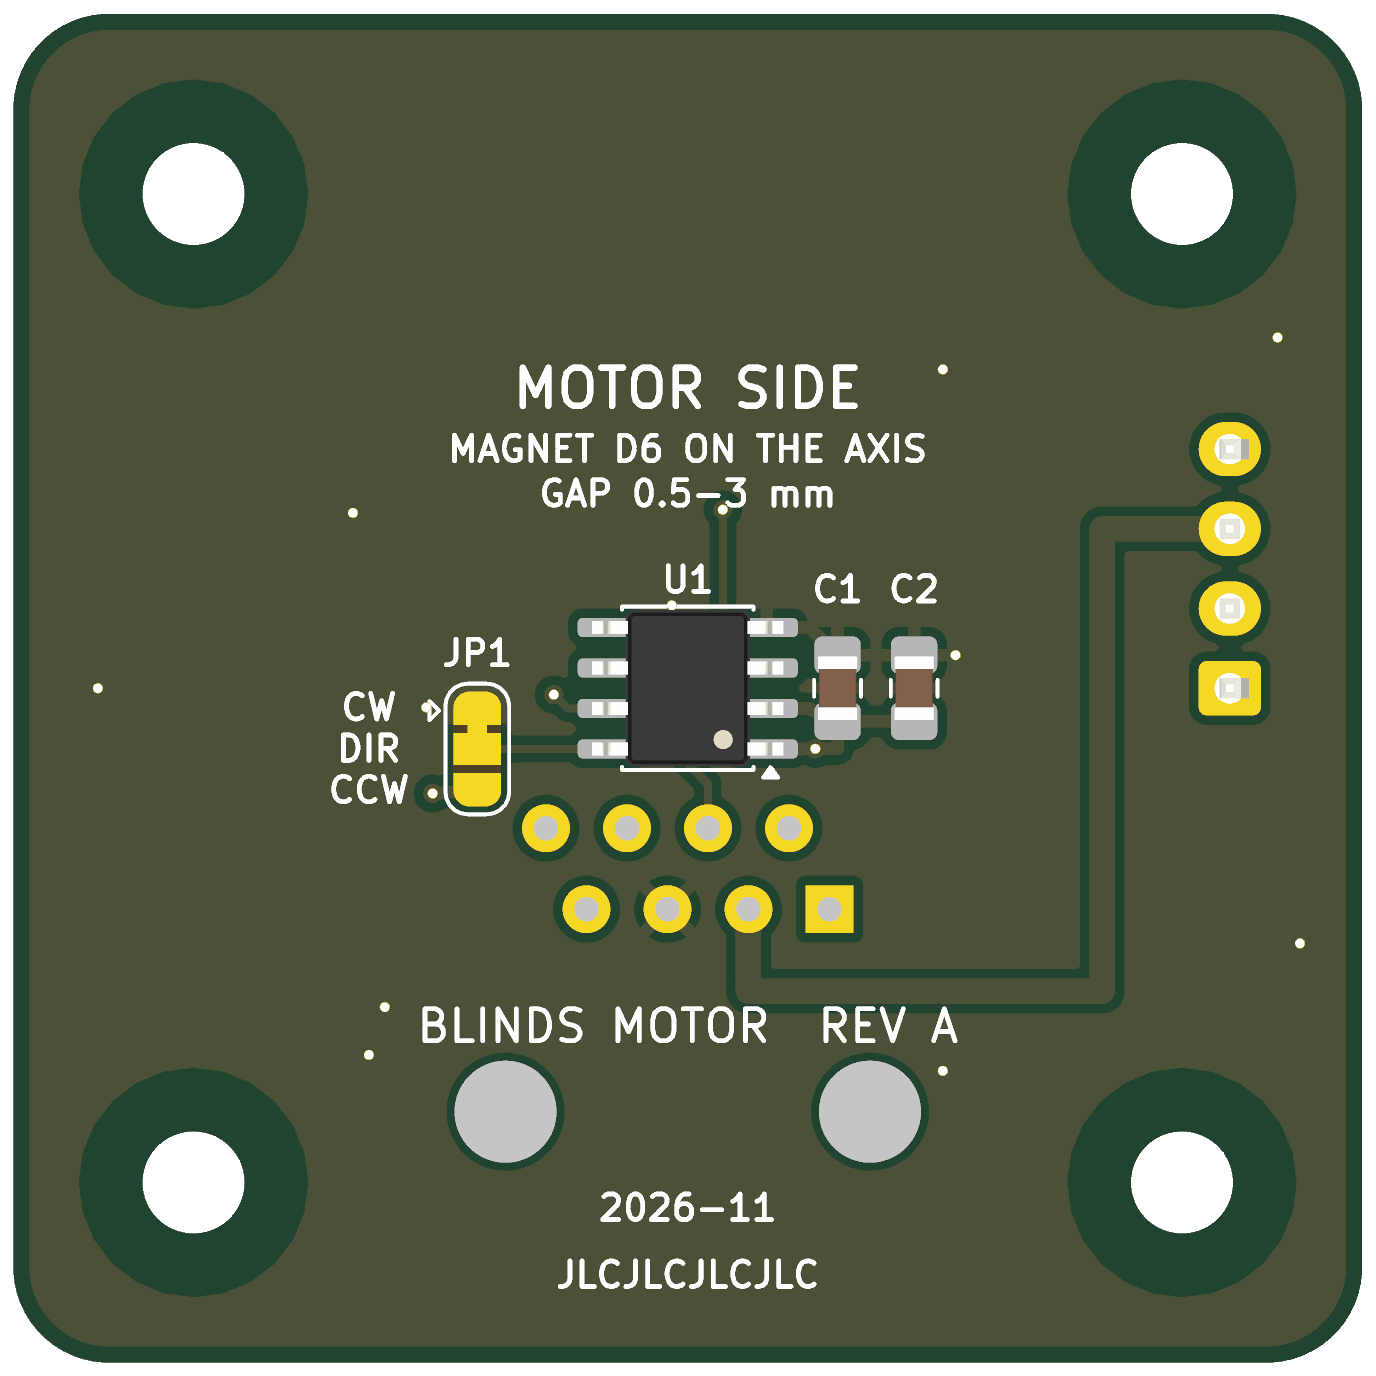 MOTOR SIDE
MAGNET D6 ON THE AXIS
GAP 0.5-3 mm
U1
C1 C2
JP1
CW
DIR
CCW
BLINDS MOTOR REV A
2026-11
JLCJLCJLCJLC